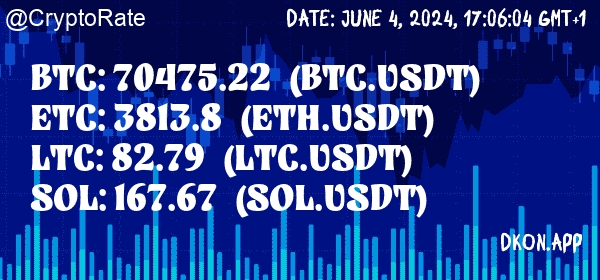 @CryptoRate
DATE: JUNE 4, 2024, 17:06:04 GMT+1
BTC: 70475.22 (BTC.USDT)
ETC: 3813.8 (ETH.USDT)
LTC: 82.79 (LTC.USDT)
SOL: 167.67 (SOL.USDT)
DKON.APP